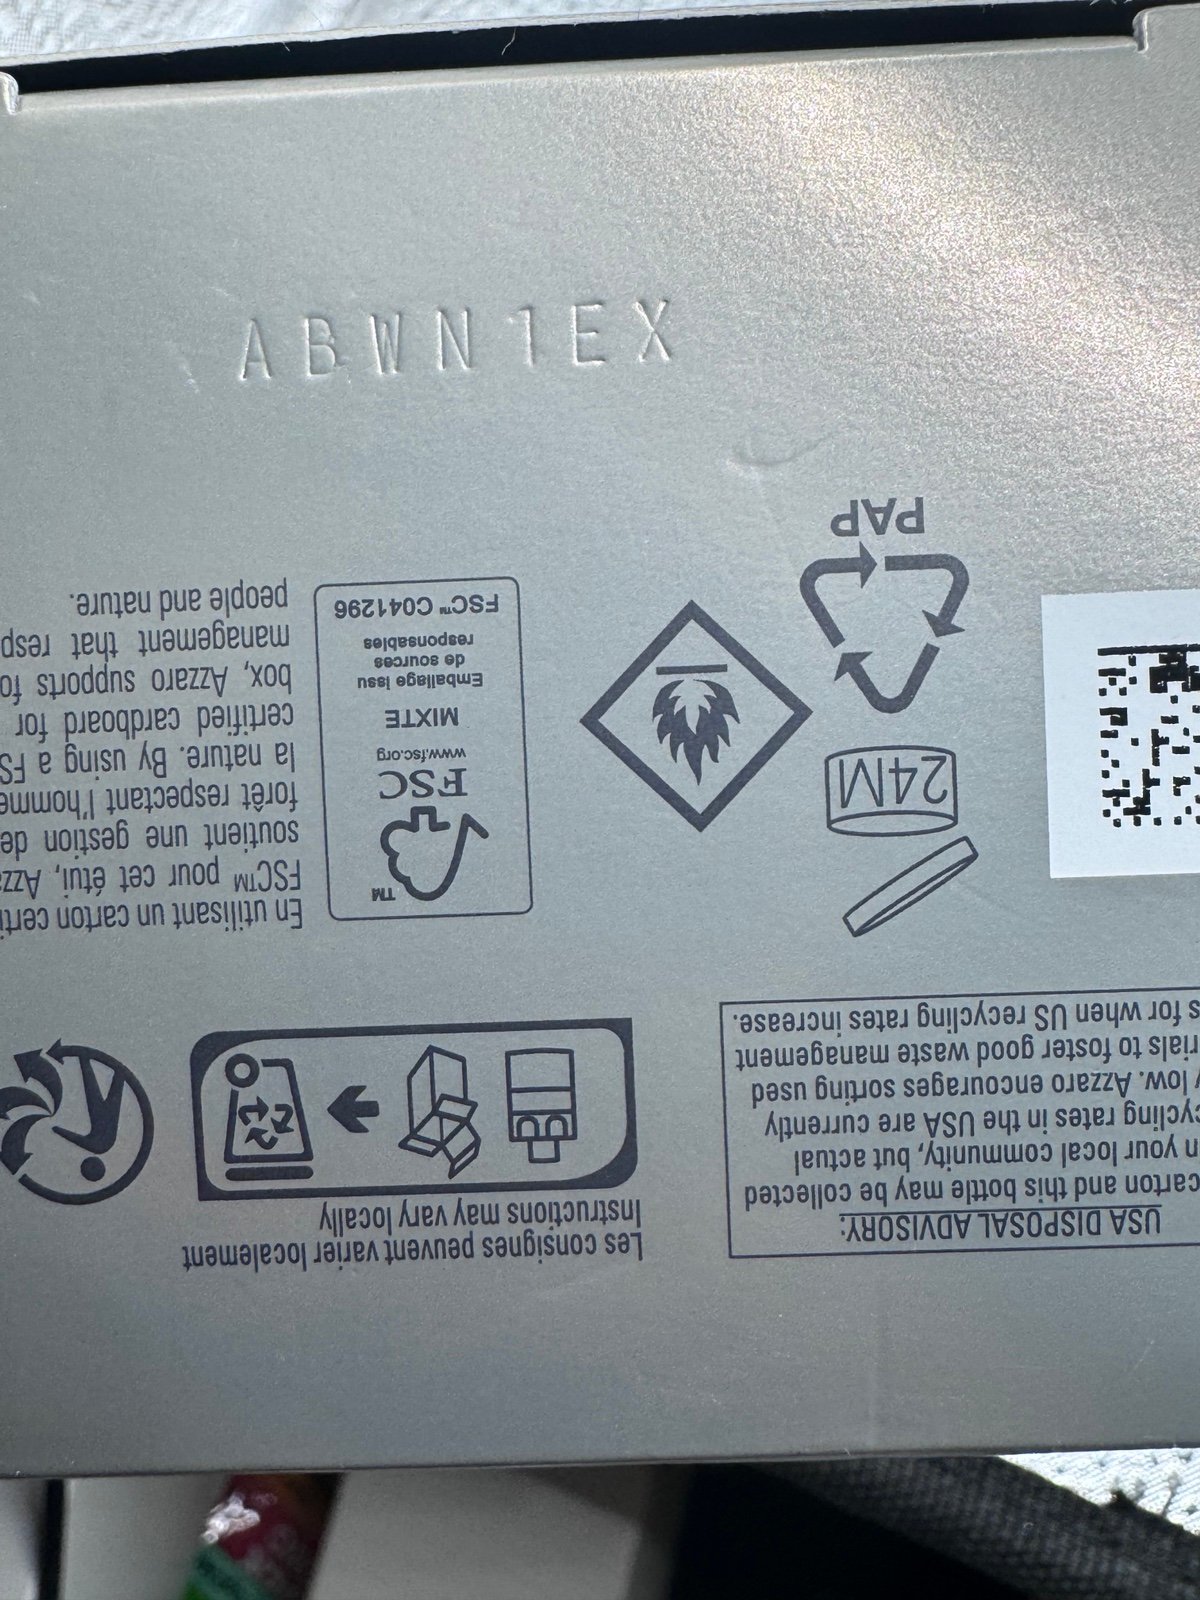 ABWN1EX
USA DISPOSAL ADVISORY:
carton and this bottle may be collected
n your local community, but actual
cycling rates in the USA are currently
y low. Azzaro encourages sorting used
rials to foster good waste management
s for when US recycling rates increase.
Les consignes peuvent varier localement
Instructions may vary locally
24M
PAP
TM
FSC
www.fsc.org
MIXTE
Emballage issu
de sources
responsables
FSC™ C041296
En utilisant un carton certi
FSC™ pour cet étui, Azza
soutient une gestion de
forêt respectant l'homme
la nature. By using a FS
certified cardboard for
box, Azzaro supports fo
management that resp
people and nature.